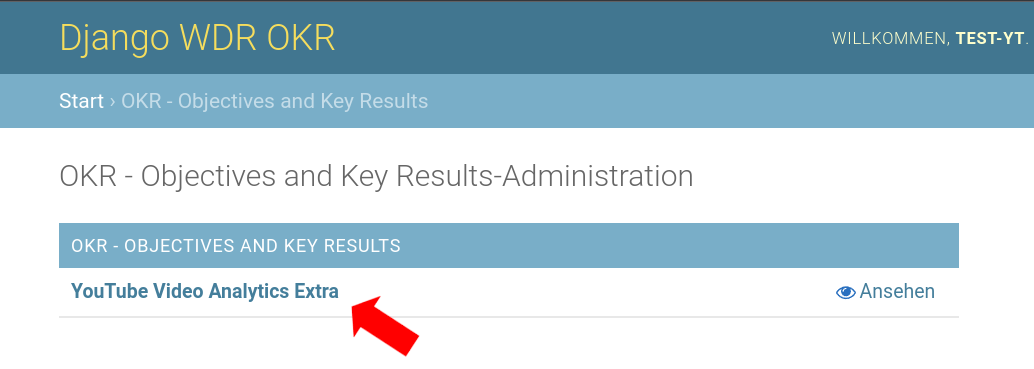 Django WDR OKR
WILLKOMMEN, TEST-YT.
Start › OKR - Objectives and Key Results
OKR - Objectives and Key Results-Administration
OKR - OBJECTIVES AND KEY RESULTS
YouTube Video Analytics Extra
Ansehen